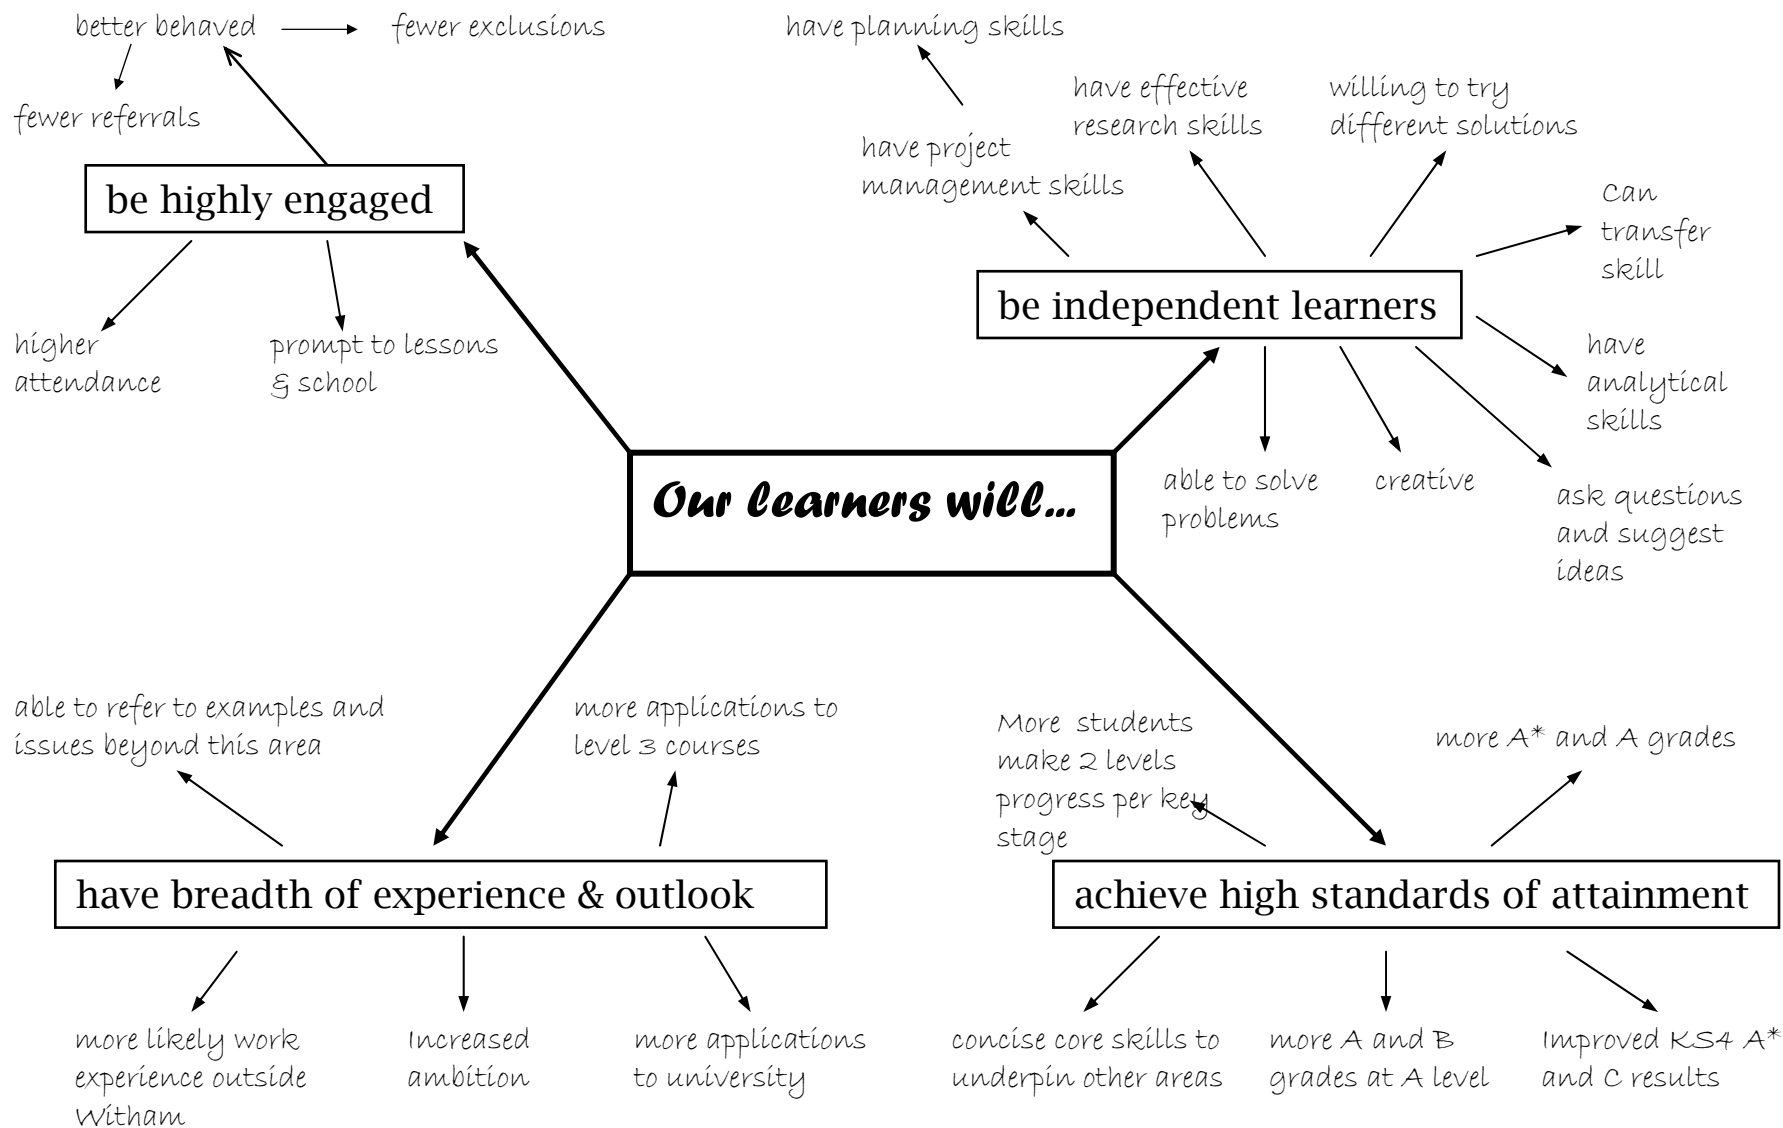 better behaved
fewer exclusions
fewer referrals
be highly engaged
higher
attendance
prompt to lessons
& school
have planning skills
have project
management skills
have effective
research skills
willing to try
different solutions
Can
transfer
skill
be independent learners
have
analytical
skills
able to solve
problems
creative
ask questions
and suggest
ideas
Our learners will...
able to refer to examples and
issues beyond this area
more applications to
level 3 courses
have breadth of experience & outlook
more likely work
experience outside
Witham
Increased
ambition
more applications
to university
More students
make 2 levels
progress per key
stage
more A* and A grades
achieve high standards of attainment
concise core skills to
underpin other areas
more A and B
grades at A level
Improved KS4 A*
and C results